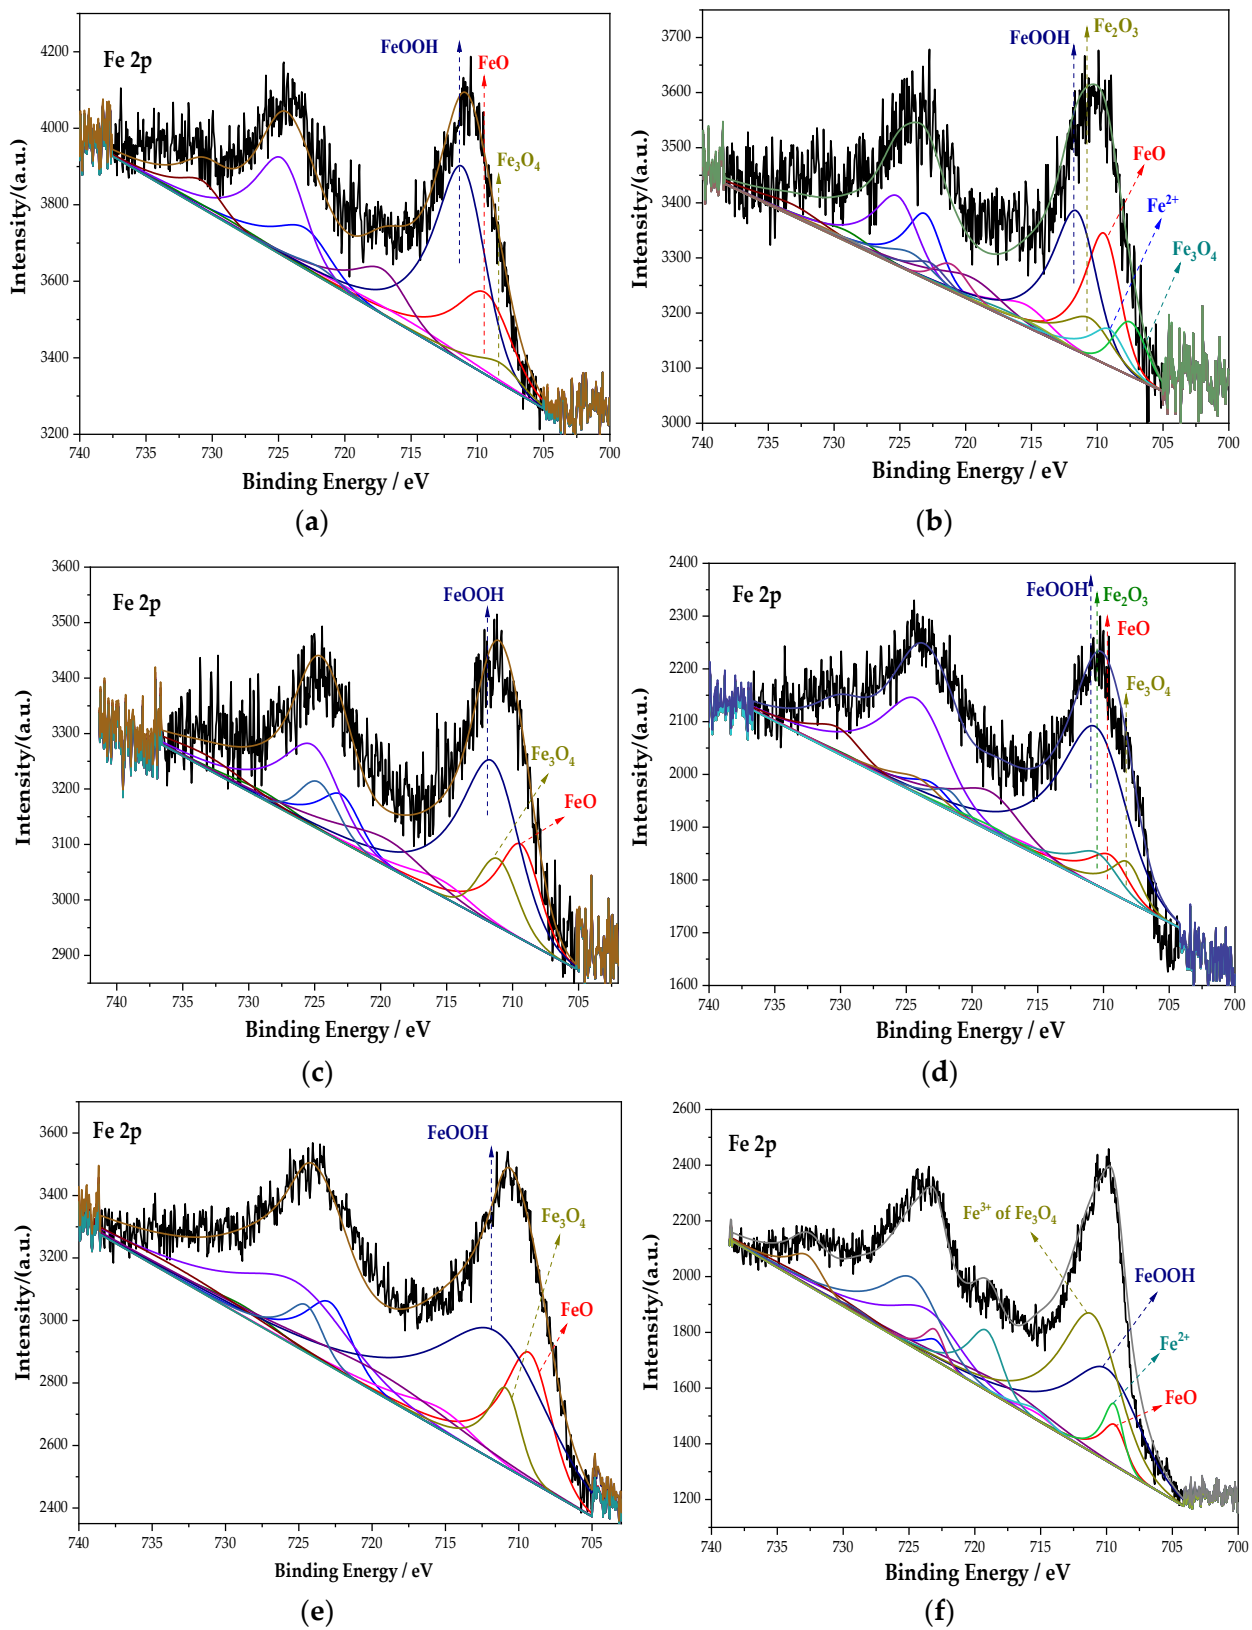 Fe 2p
FeOOH
FeO
Fe₃O₄
Intensity/(a.u.)
4200
4000
3800
3600
3400
3200
740 735 730 725 720 715 710 705 700
Binding Energy / eV
(a)
FeOOH
Fe₂O₃
FeO
Fe²⁺
Fe₃O₄
Intensity/(a.u.)
3700
3600
3500
3400
3300
3200
3100
3000
740 735 730 725 720 715 710 705 700
Binding Energy / eV
(b)
Fe 2p
FeOOH
Fe₃O₄
FeO
Intensity/(a.u.)
3600
3500
3400
3300
3200
3100
3000
2900
740 735 730 725 720 715 710 705
Binding Energy / eV
(c)
Fe 2p
FeOOH
Fe₂O₃
FeO
Fe₃O₄
Intensity/(a.u.)
2400
2300
2200
2100
2000
1900
1800
1700
1600
740 735 730 725 720 715 710 705 700
Binding Energy / eV
(d)
Fe 2p
FeOOH
Fe₃O₄
FeO
Intensity/(a.u.)
3600
3400
3200
3000
2800
2600
2400
740 735 730 725 720 715 710 705
Binding Energy / eV
(e)
Fe 2p
Fe³⁺ of Fe₃O₄
FeOOH
Fe²⁺
FeO
Intensity/(a.u.)
2600
2400
2200
2000
1800
1600
1400
1200
740 735 730 725 720 715 710 705 700
Binding Energy / eV
(f)